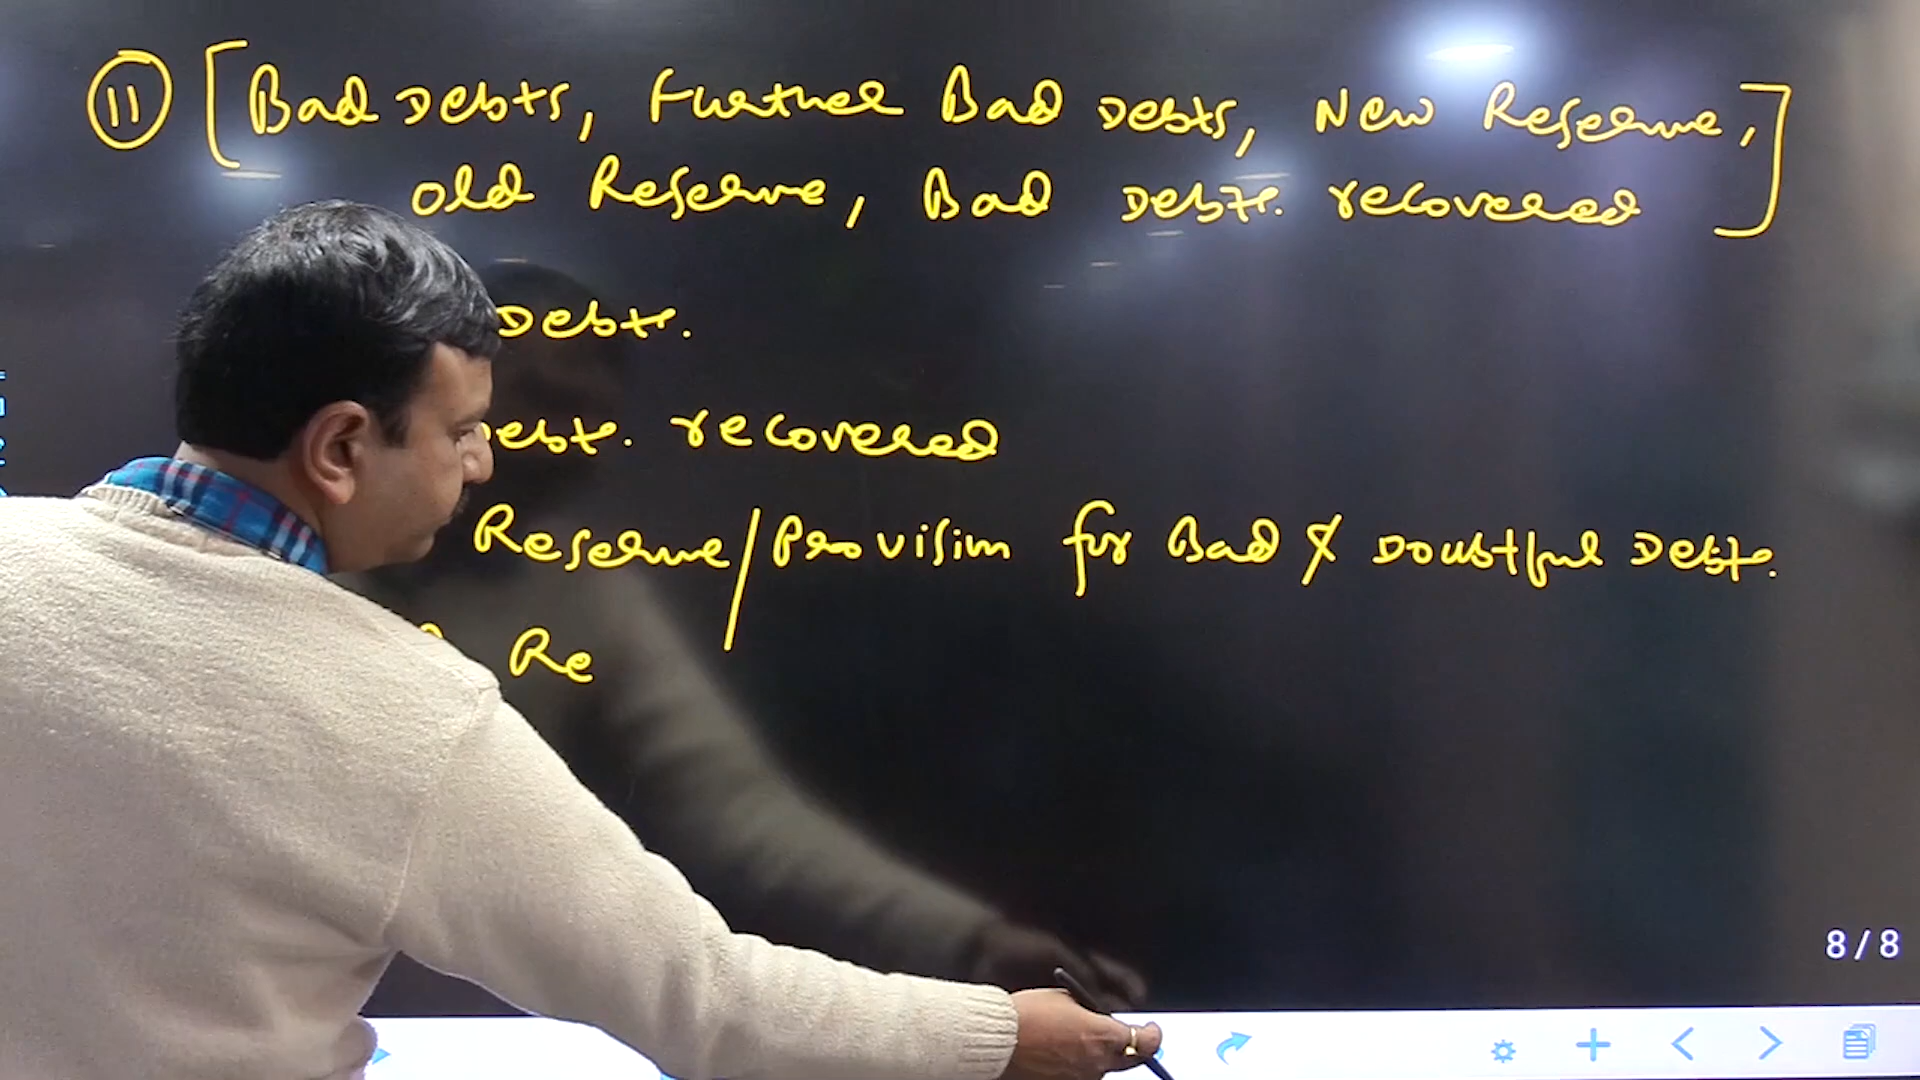 11 [Bad Debts, Further Bad Debts, New Reserve,
old Reserve, Bad Debts. recovered]
Debts.
Debts. recovered
Reserve/Provision for Bad & Doubtful Debts.
Re
8/8